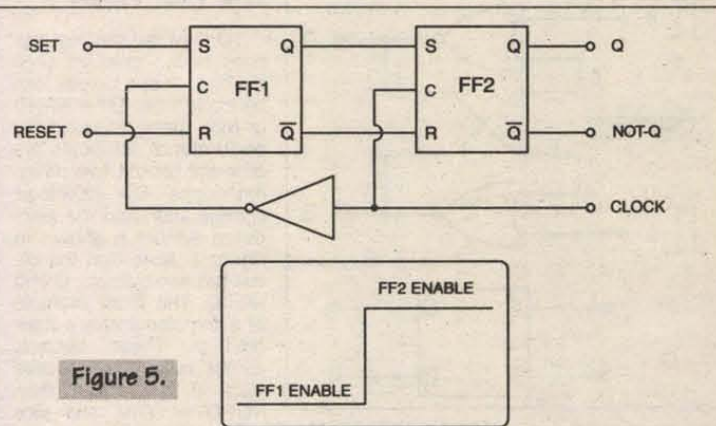 SET
S
Q
S
Q
Q
C
FF1
C
FF2
RESET
R
Q̅
R
Q̅
NOT-Q
CLOCK
FF2 ENABLE
FF1 ENABLE
Figure 5.